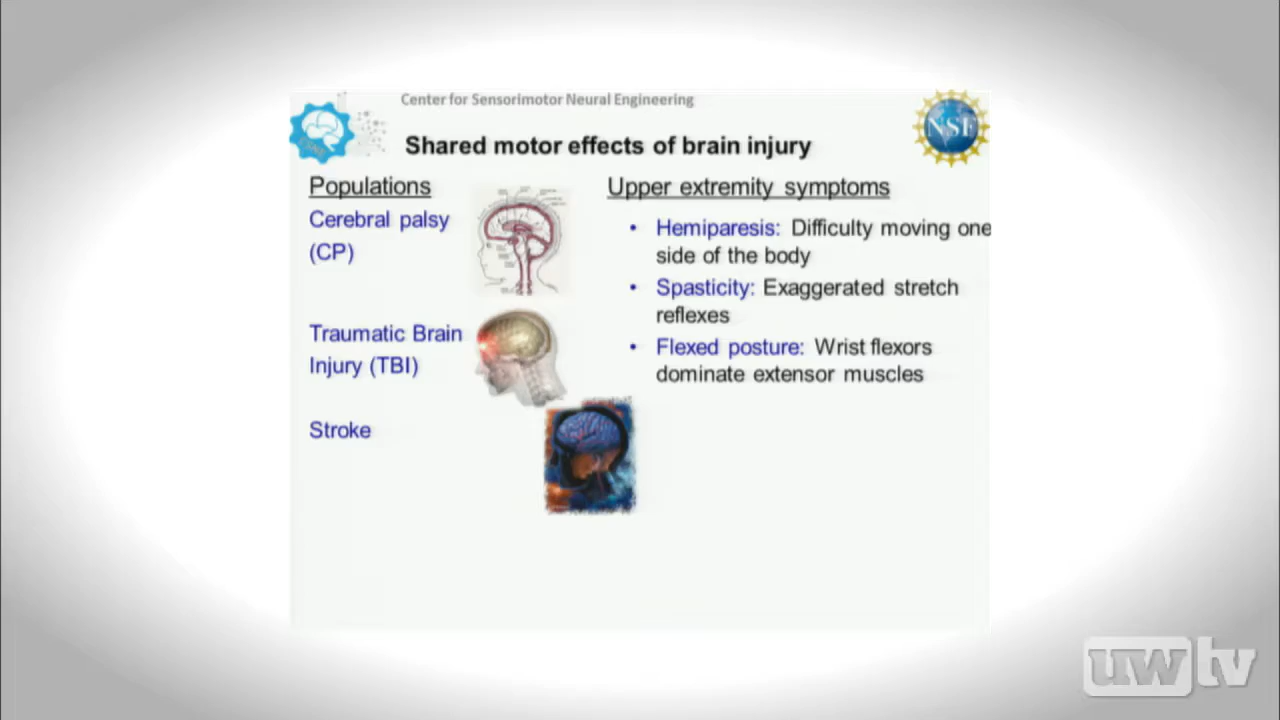 Center for Sensorimotor Neural Engineering
NSF
Shared motor effects of brain injury
Populations
Cerebral palsy
(CP)
Traumatic Brain
Injury (TBI)
Stroke
Upper extremity symptoms
• Hemiparesis: Difficulty moving one
side of the body
• Spasticity: Exaggerated stretch
reflexes
• Flexed posture: Wrist flexors
dominate extensor muscles
uwtv